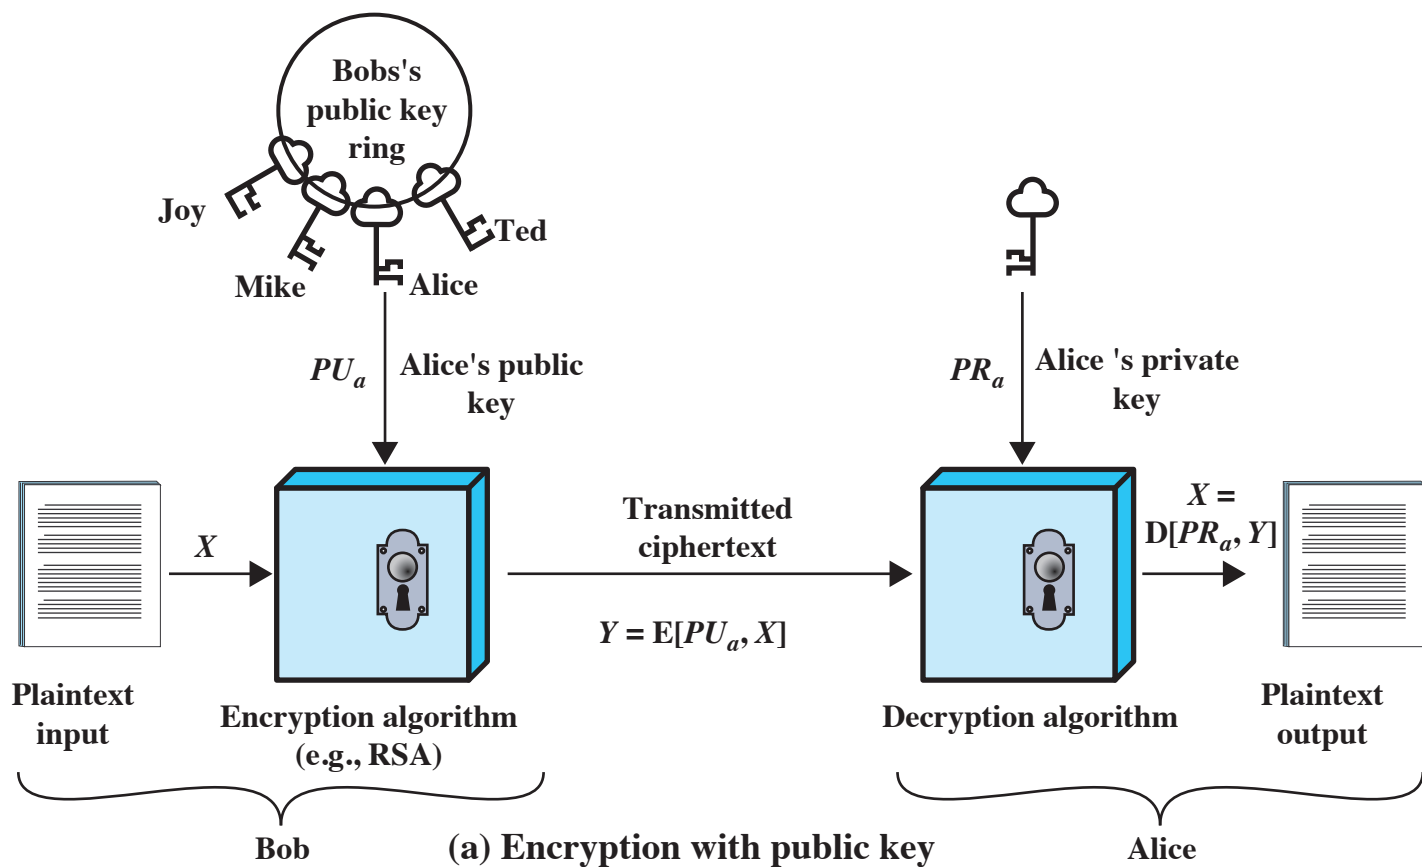 Bobs's
public key
ring
Joy
Mike
Alice
Ted
PUa
Alice's public
key
PRa
Alice 's private
key
X
Transmitted
ciphertext
Y = E[PUa, X]
X =
D[PRa, Y]
Plaintext
input
Encryption algorithm
(e.g., RSA)
Decryption algorithm
Plaintext
output
Bob
(a) Encryption with public key
Alice